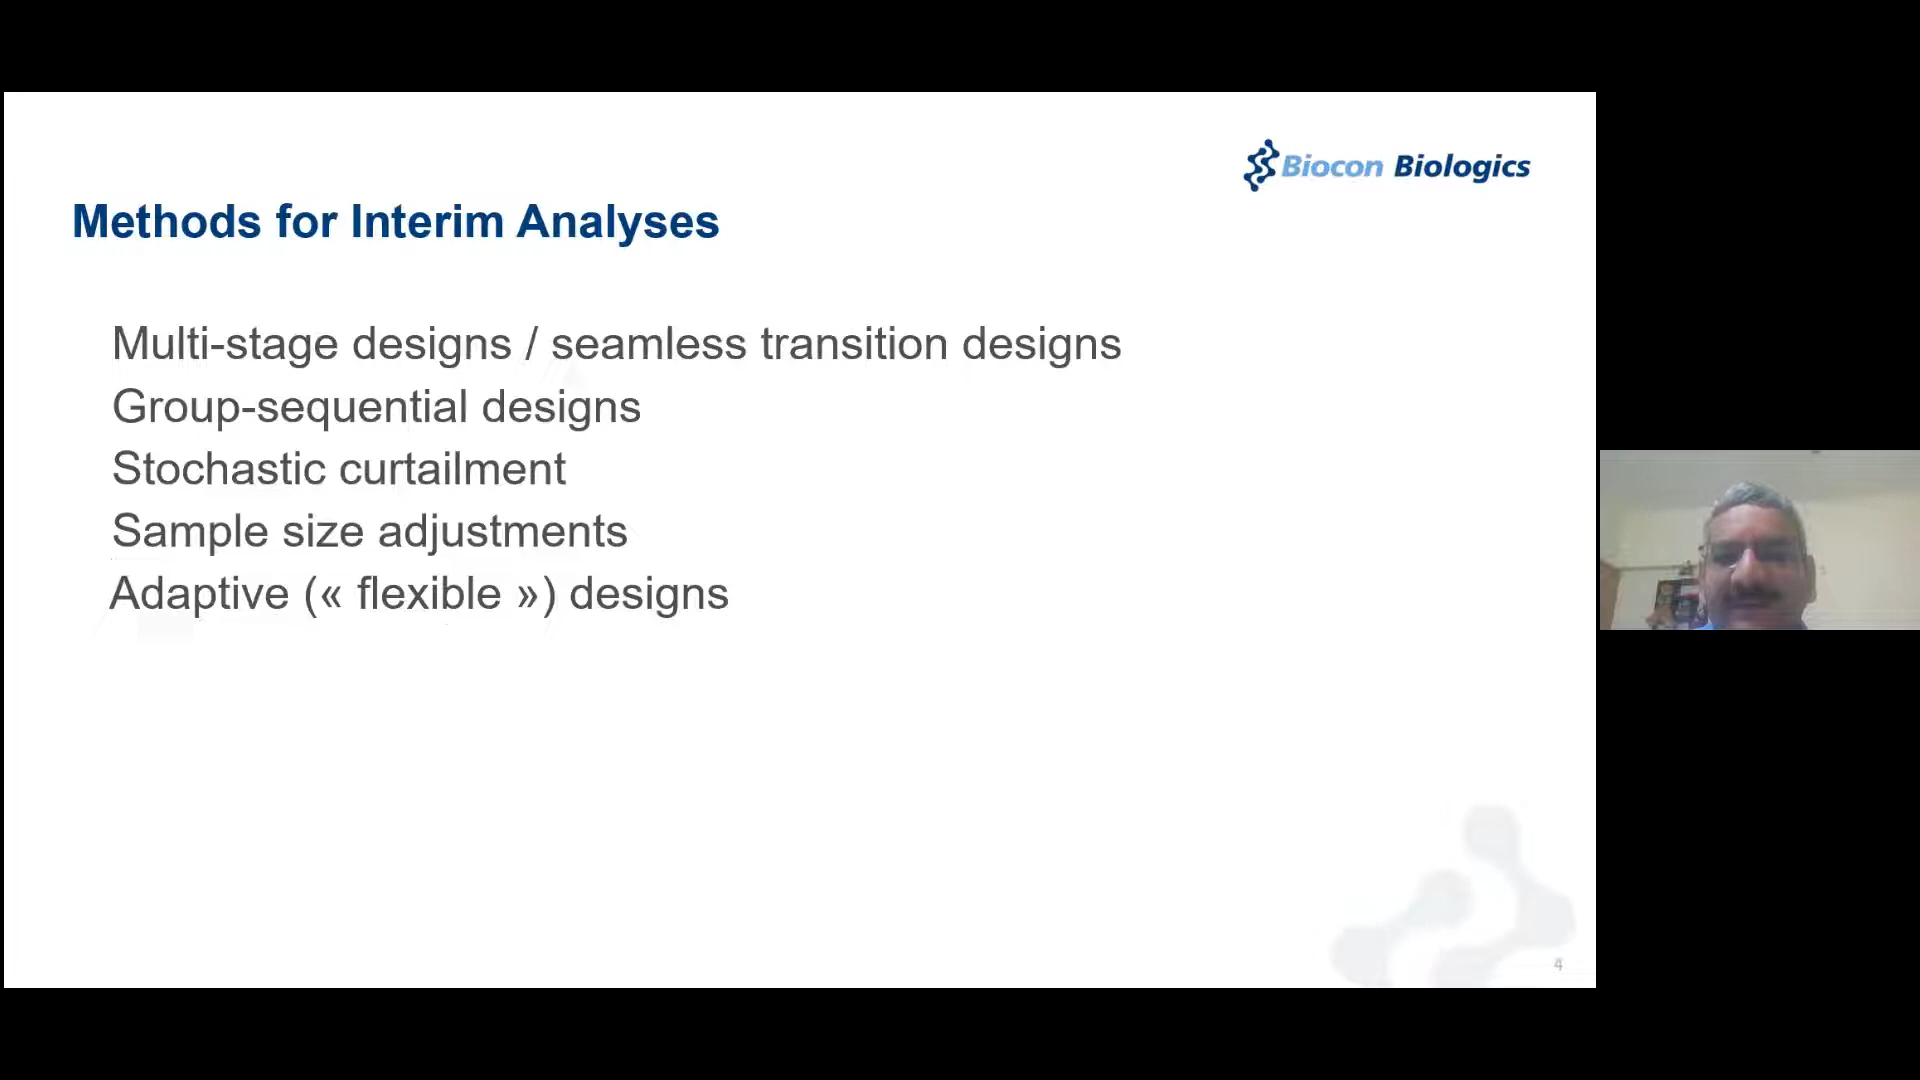 Biocon Biologics
Methods for Interim Analyses
Multi-stage designs / seamless transition designs
Group-sequential designs
Stochastic curtailment
Sample size adjustments
Adaptive (« flexible ») designs
4